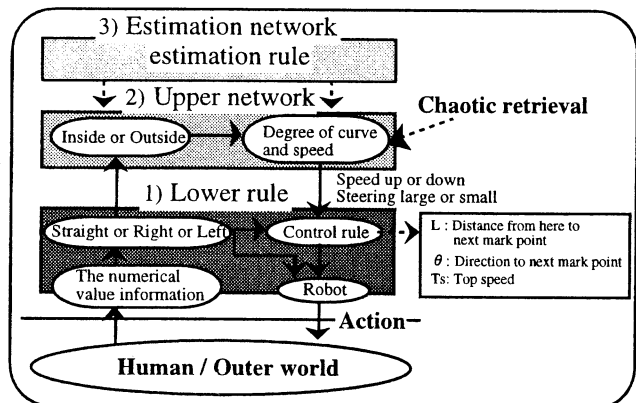 3) Estimation network
estimation rule
2) Upper network
Chaotic retrieval
Inside or Outside
Degree of curve
and speed
Speed up or down
Steering large or small
1) Lower rule
Straight or Right or Left
Control rule
L : Distance from here to
next mark point
θ : Direction to next mark point
Ts: Top speed
The numerical
value information
Robot
Action
Human / Outer world